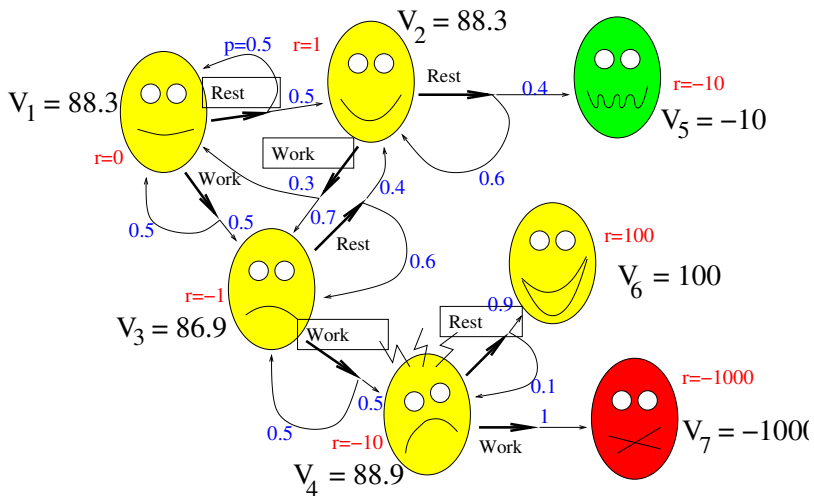 V2 = 88.3
p=0.5
r=1
Rest
Rest
0.5
0.4
r=−10
V1 = 88.3
V5 = −10
Work
r=0
Work
0.3
0.4
0.6
0.5
0.5
0.7
Rest
r=100
0.6
V6 = 100
r=−1
0.9
V3 = 86.9
Work
Rest
r=−1000
0.1
0.5
1
0.5
r=−10
Work
V7 = −1000
V4 = 88.9